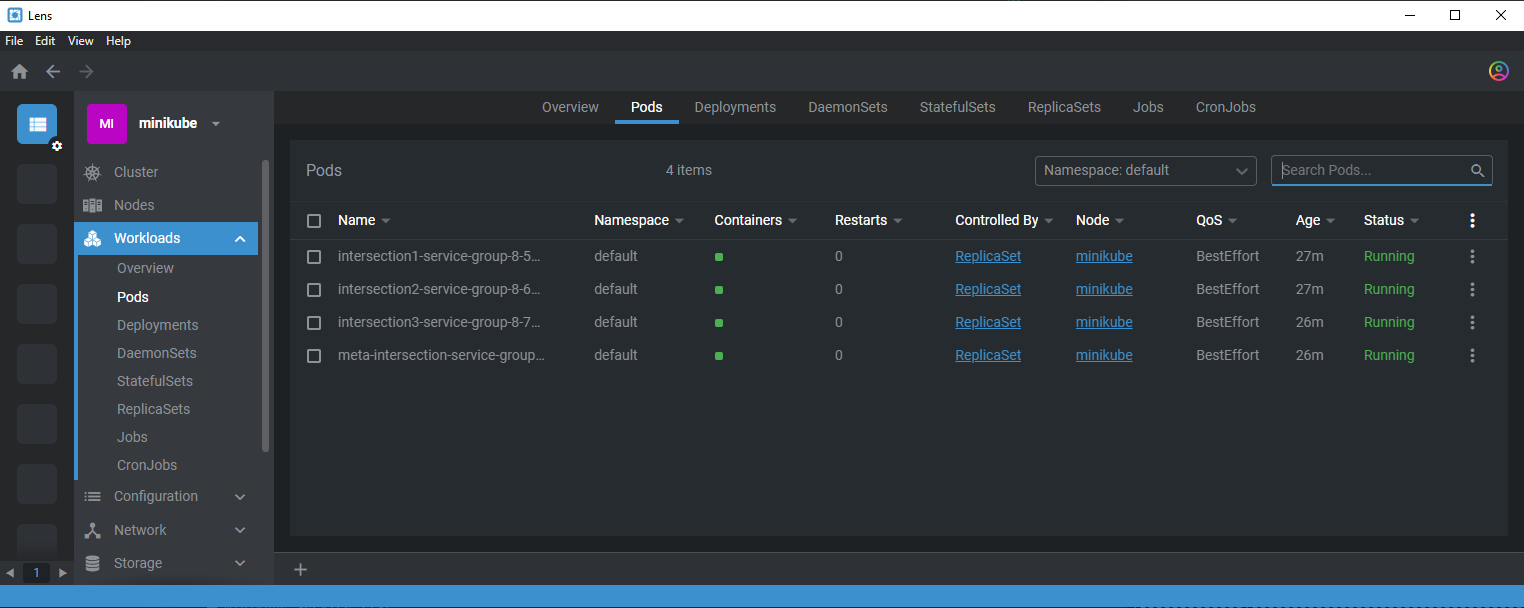 Lens
File Edit View Help
MI minikube
Cluster
Nodes
Workloads
Overview
Pods
Deployments
DaemonSets
StatefulSets
ReplicaSets
Jobs
CronJobs
Configuration
Network
Storage
1
Overview Pods Deployments DaemonSets StatefulSets ReplicaSets Jobs CronJobs
Pods 4 items Namespace: default Search Pods...
Name Namespace Containers Restarts Controlled By Node QoS Age Status
intersection1-service-group-8-5... default 0 ReplicaSet minikube BestEffort 27m Running
intersection2-service-group-8-6... default 0 ReplicaSet minikube BestEffort 27m Running
intersection3-service-group-8-7... default 0 ReplicaSet minikube BestEffort 26m Running
meta-intersection-service-group... default 0 ReplicaSet minikube BestEffort 26m Running